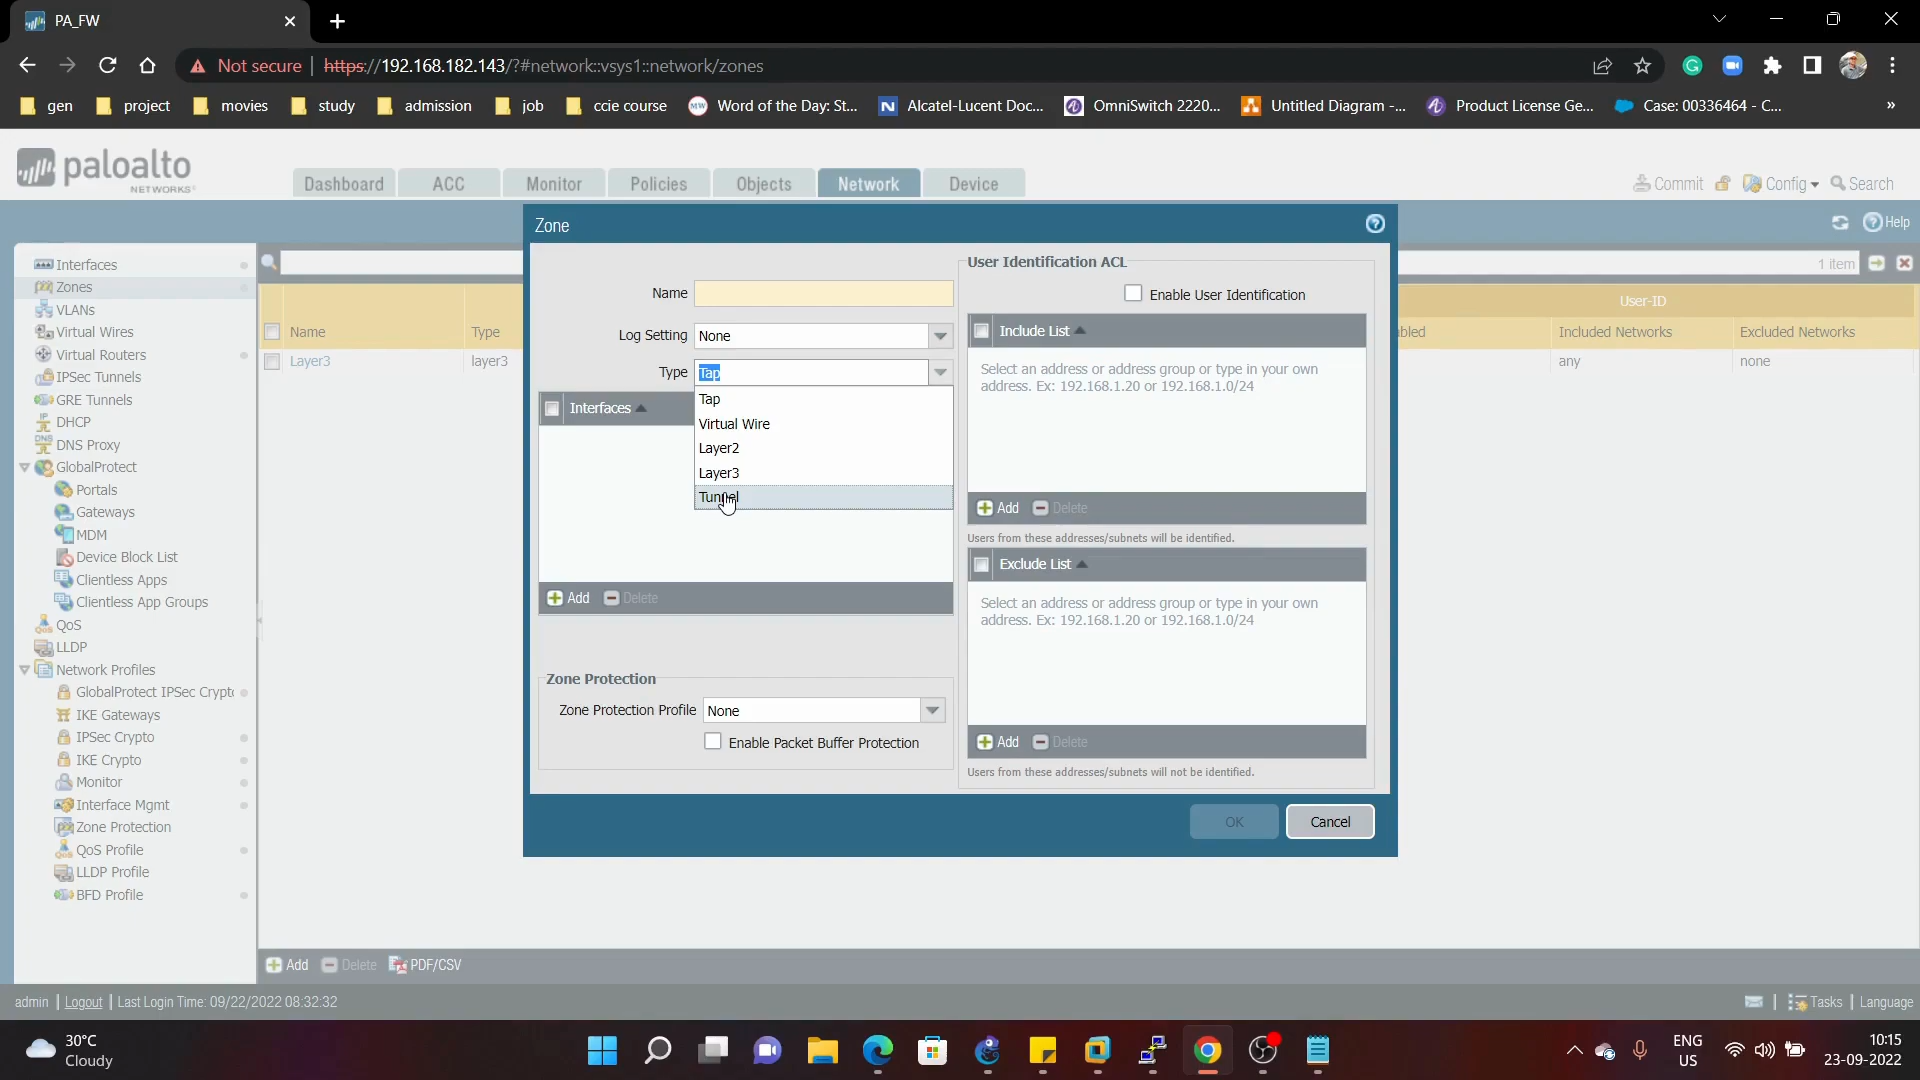 PA_FW
Not secure | https://192.168.182.143/?#network::vsys1::network/zones
gen project movies study admission job ccie course Word of the Day: St... Alcatel-Lucent Doc... OmniSwitch 2220... Untitled Diagram -... Product License Ge... Case: 00336464 - C... »
paloalto
NETWORKS
Dashboard ACC Monitor Policies Objects Network Device
Commit Config Search
Help
Interfaces
Zones
VLANs
Virtual Wires
Virtual Routers
IPSec Tunnels
GRE Tunnels
DHCP
DNS Proxy
GlobalProtect
Portals
Gateways
MDM
Device Block List
Clientless Apps
Clientless App Groups
QoS
LLDP
Network Profiles
GlobalProtect IPSec Crypt
IKE Gateways
IPSec Crypto
IKE Crypto
Monitor
Interface Mgmt
Zone Protection
QoS Profile
LLDP Profile
BFD Profile
1 item
User-ID
Name Type bled Included Networks Excluded Networks
Layer3 layer3 any none
Zone
Name
Log Setting None
Type Tap
Tap
Virtual Wire
Layer2
Layer3
Tunnel
Interfaces
Add Delete
Zone Protection
Zone Protection Profile None
Enable Packet Buffer Protection
User Identification ACL
Enable User Identification
Include List
Select an address or address group or type in your own
address. Ex: 192.168.1.20 or 192.168.1.0/24
Add Delete
Users from these addresses/subnets will be identified.
Exclude List
Select an address or address group or type in your own
address. Ex: 192.168.1.20 or 192.168.1.0/24
Add Delete
Users from these addresses/subnets will not be identified.
OK Cancel
Add Delete PDF/CSV
admin | Logout | Last Login Time: 09/22/2022 08:32:32
Tasks | Language
30°C
Cloudy
ENG
US
10:15
23-09-2022